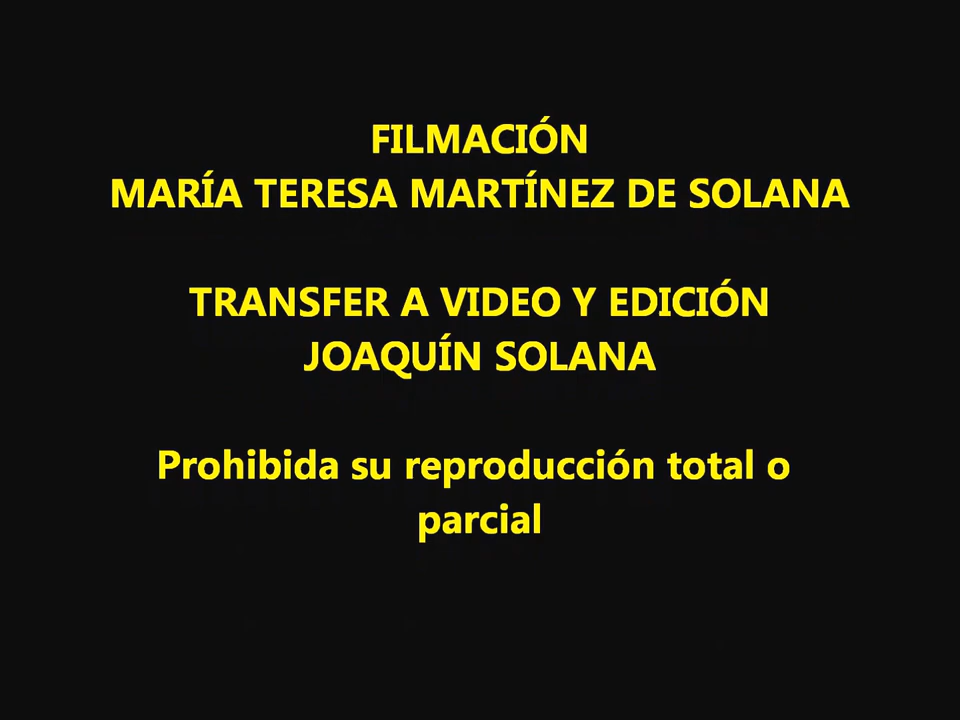 FILMACIÓN
MARÍA TERESA MARTÍNEZ DE SOLANA
TRANSFER A VIDEO Y EDICIÓN
JOAQUÍN SOLANA
Prohibida su reproducción total o
parcial